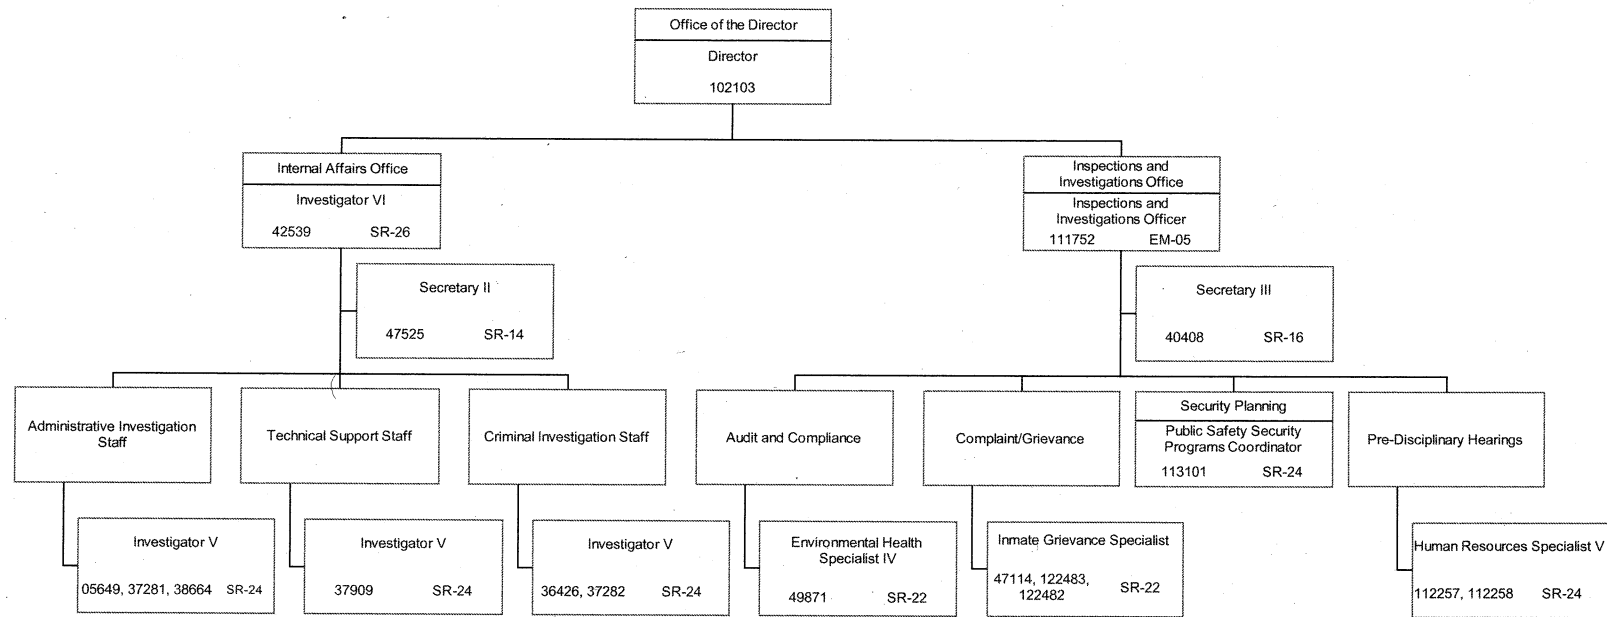 Office of the Director
Director
102103
Internal Affairs Office
Investigator VI
42539 SR-26
Inspections and
Investigations Office
Inspections and
Investigations Officer
111752 EM-05
Secretary II
47525 SR-14
Secretary III
40408 SR-16
Administrative Investigation
Staff
Technical Support Staff
Criminal Investigation Staff
Audit and Compliance
Complaint/Grievance
Security Planning
Public Safety Security
Programs Coordinator
113101 SR-24
Pre-Disciplinary Hearings
Investigator V
05649, 37281, 38664 SR-24
Investigator V
37909 SR-24
Investigator V
36426, 37282 SR-24
Environmental Health
Specialist IV
49871 SR-22
Inmate Grievance Specialist
47114, 122483,
122482 SR-22
Human Resources Specialist V
112257, 112258 SR-24